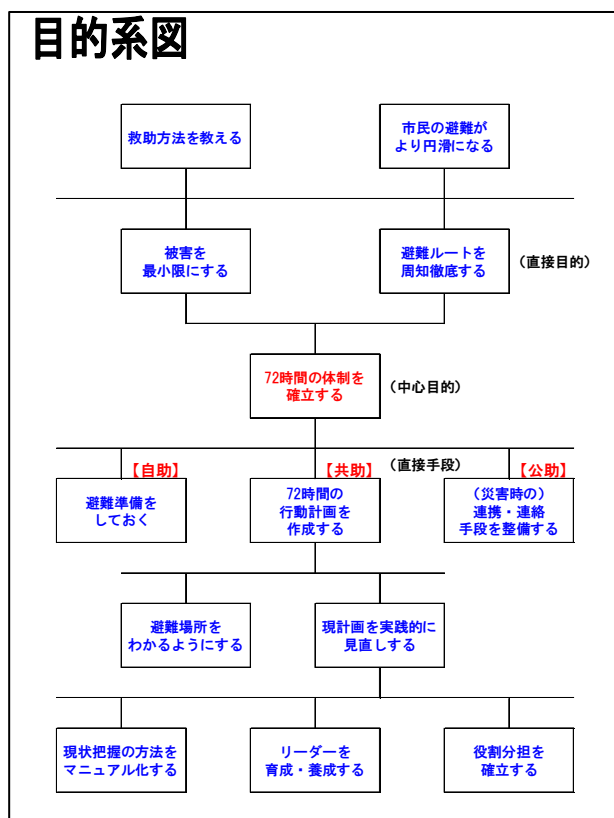 目的系図
救助方法を教える
市民の避難が
より円滑になる
被害を
最小限にする
避難ルートを
周知徹底する
(直接目的)
72時間の体制を
確立する
(中心目的)
【自助】
【共助】
(直接手段)
【公助】
避難準備を
しておく
72時間の
行動計画を
作成する
(災害時の)
連携・連絡
手段を整備する
避難場所を
わかるようにする
現計画を実践的に
見直しする
現状把握の方法を
マニュアル化する
リーダーを
育成・養成する
役割分担を
確立する